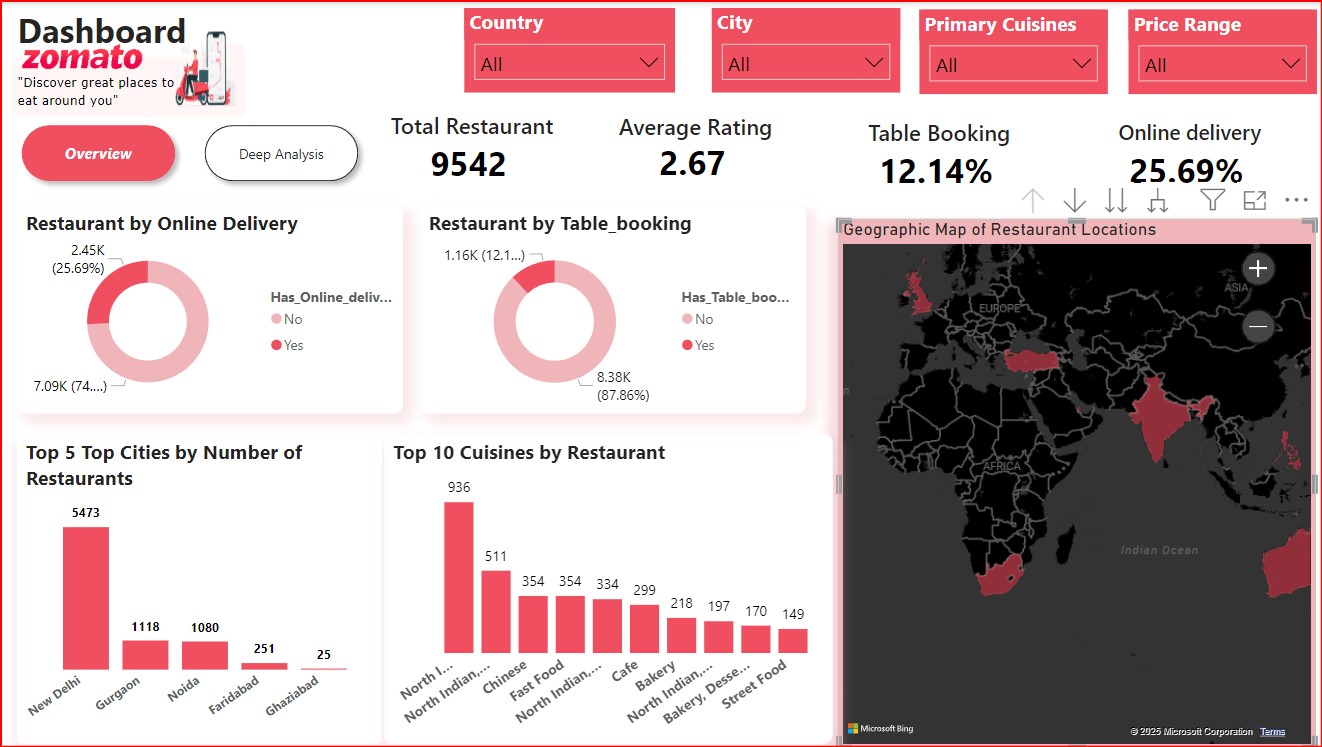 Dashboard
zomato
"Discover great places to
eat around you"
Country
All
City
All
Primary Cuisines
All
Price Range
All
Overview
Deep Analysis
Total Restaurant
9542
Average Rating
2.67
Table Booking
12.14%
Online delivery
25.69%
Restaurant by Online Delivery
2.45K
(25.69%)
7.09K (74....)
Has_Online_deliv...
No
Yes
Restaurant by Table_booking
1.16K (12.1...)
8.38K
(87.86%)
Has_Table_boo...
No
Yes
Geographic Map of Restaurant Locations
ASIA
EUROPE
AFRICA
Indian Ocean
Microsoft Bing
© 2025 Microsoft Corporation Terms
Top 5 Top Cities by Number of
Restaurants
5473
1118
1080
251
25
New Delhi
Gurgaon
Noida
Faridabad
Ghaziabad
Top 10 Cuisines by Restaurant
936
511
354
354
334
299
218
197
170
149
North I...
North Indian,...
Chinese
Fast Food
North Indian,...
Cafe
Bakery
North Indian,...
Bakery, Desse...
Street Food